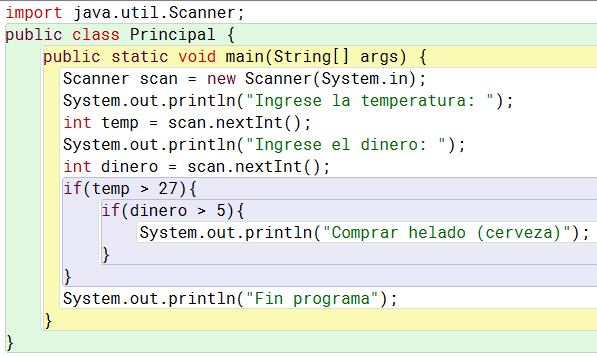 import java.util.Scanner;
public class Principal {
public static void main(String[] args) {
Scanner scan = new Scanner(System.in);
System.out.println("Ingrese la temperatura: ");
int temp = scan.nextInt();
System.out.println("Ingrese el dinero: ");
int dinero = scan.nextInt();
if(temp > 27){
if(dinero > 5){
System.out.println("Comprar helado (cerveza)");
}
}
System.out.println("Fin programa");
}
}